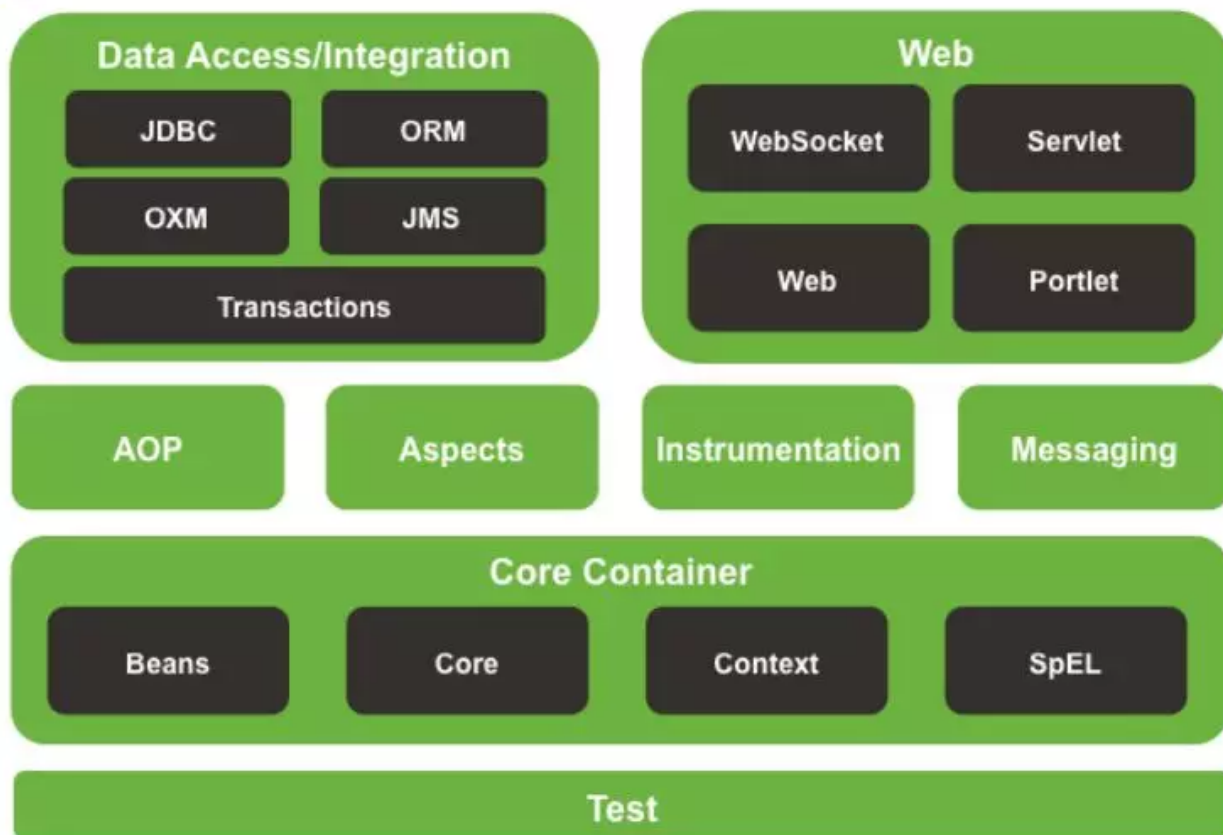 Data Access/Integration
JDBC
ORM
OXM
JMS
Transactions
Web
WebSocket
Servlet
Web
Portlet
AOP
Aspects
Instrumentation
Messaging
Core Container
Beans
Core
Context
SpEL
Test